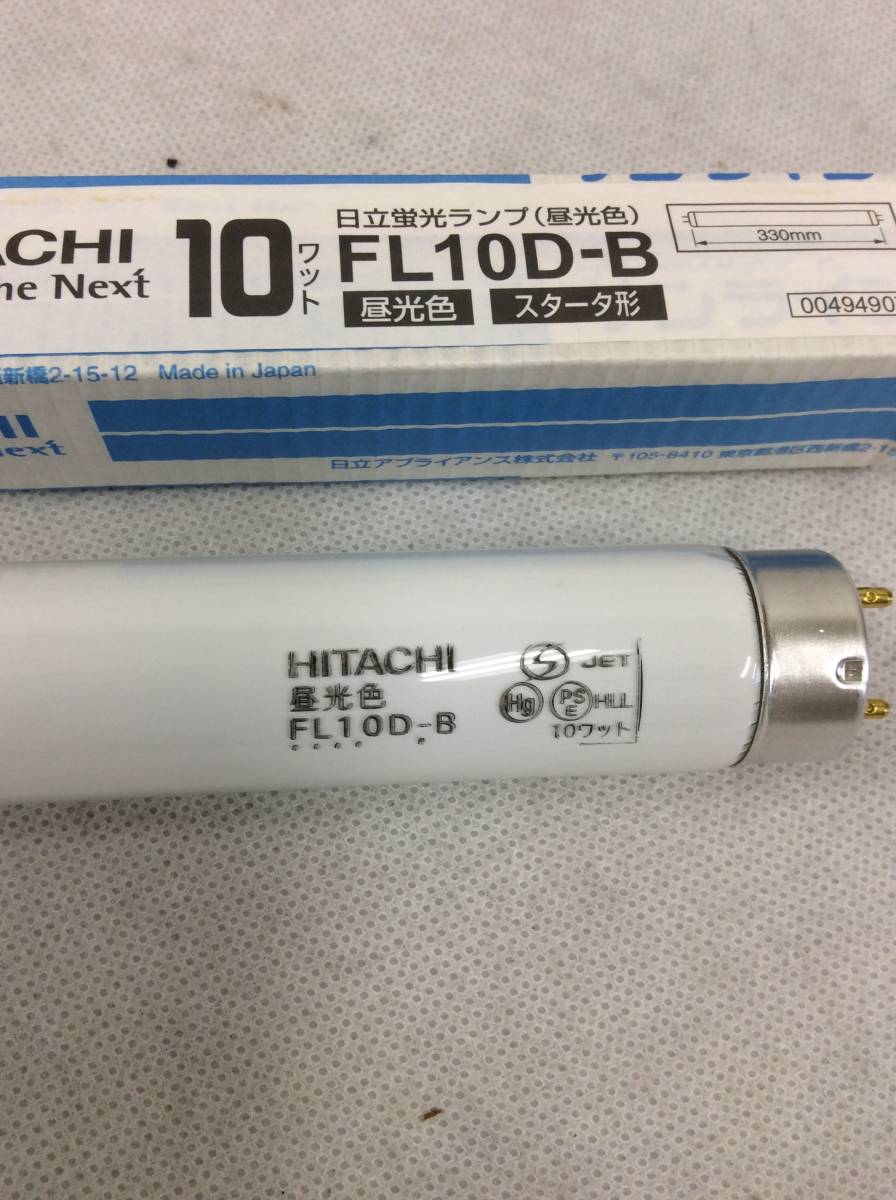 ACHI
the Next
10
ワット
日立蛍光ランプ(昼光色)
FL10D-B
昼光色 スタータ形
330mm
0049490
新橋2-15-12 Made in Japan
日立アプライアンス株式会社 〒105-8410 東京都港区西新橋2-15
HITACHI
昼光色
FL10D-B
S JET
Hg PSE HLL
10ワット